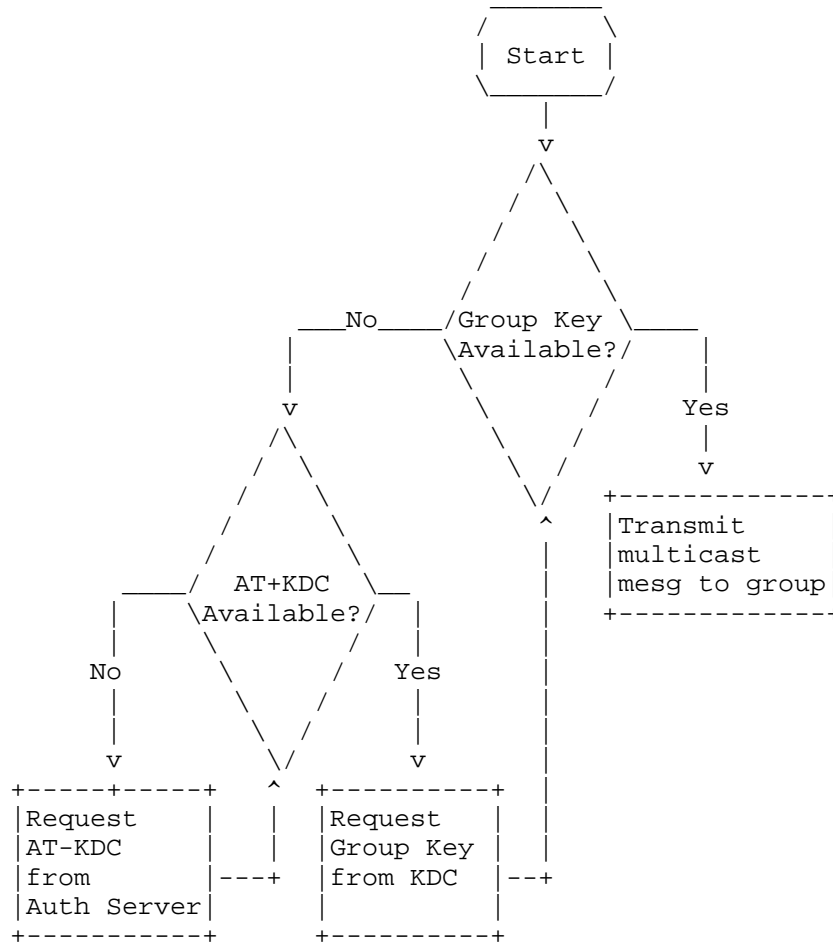 Start
No
Group Key
Available?
Yes
Transmit
multicast
mesg to group
AT+KDC
Available?
No
Yes
Request
AT-KDC
from
Auth Server
Request
Group Key
from KDC